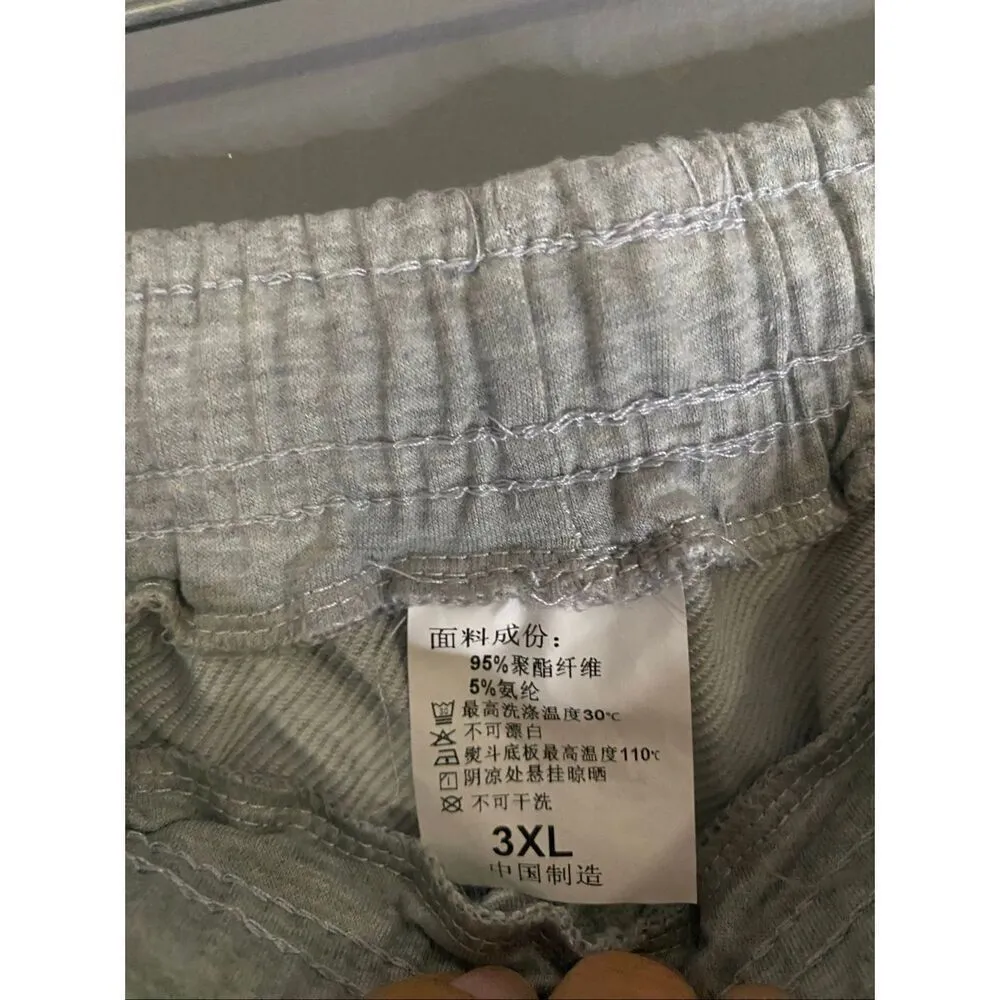 面料成份：
95%聚酯纤维
5%氨纶
最高洗涤温度30℃
不可漂白
熨斗底板最高温度110℃
阴凉处悬挂晾晒
不可干洗
3XL
中国制造